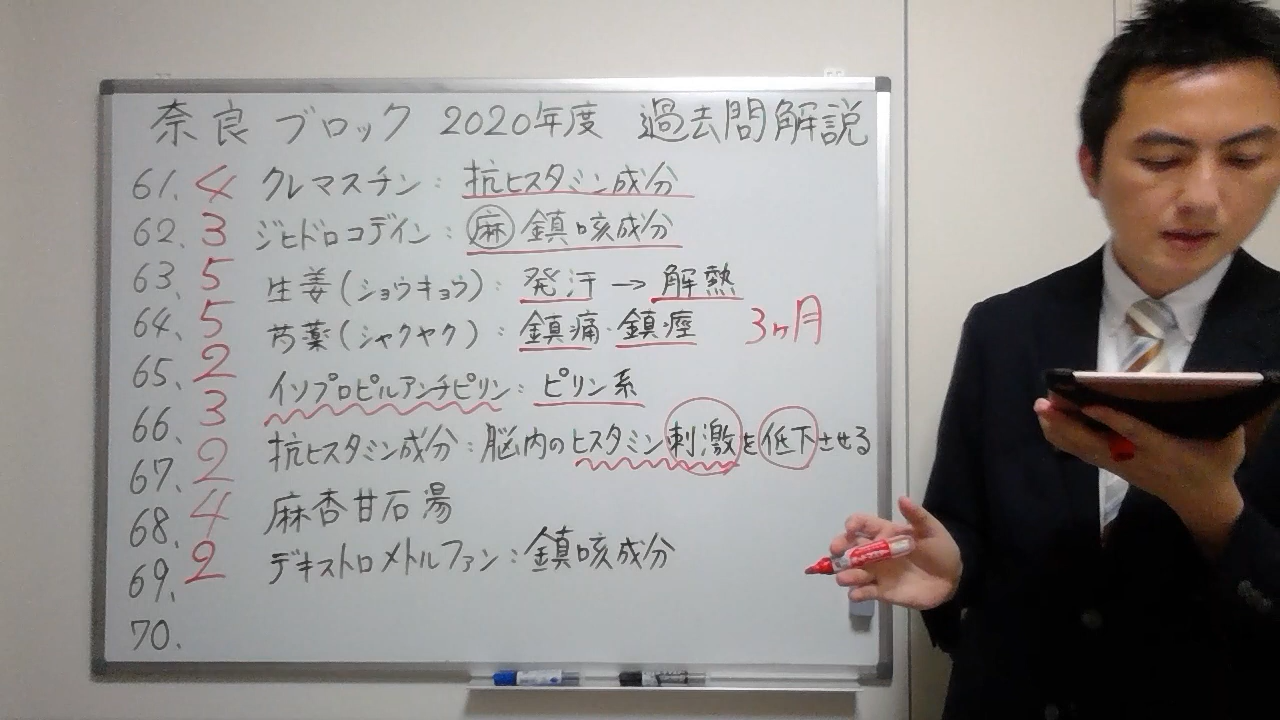 奈良 ブロック 2020年度 過去問解説
61. 4 クレマスチン: 抗ヒスタミン成分
62. 3 ジヒドロコデイン: 麻 鎮咳成分
63. 5 生姜(ショウキョウ): 発汗→解熱
64. 5 芍薬(シャクヤク): 鎮痛・鎮痙 3ヶ月
65. 2 イソプロピルアンチピリン: ピリン系
66. 3 抗ヒスタミン成分: 脳内のヒスタミン刺激を低下させる
67. 2 麻杏甘石湯
68. 4 デキストロメトルファン: 鎮咳成分
69. 2
70.